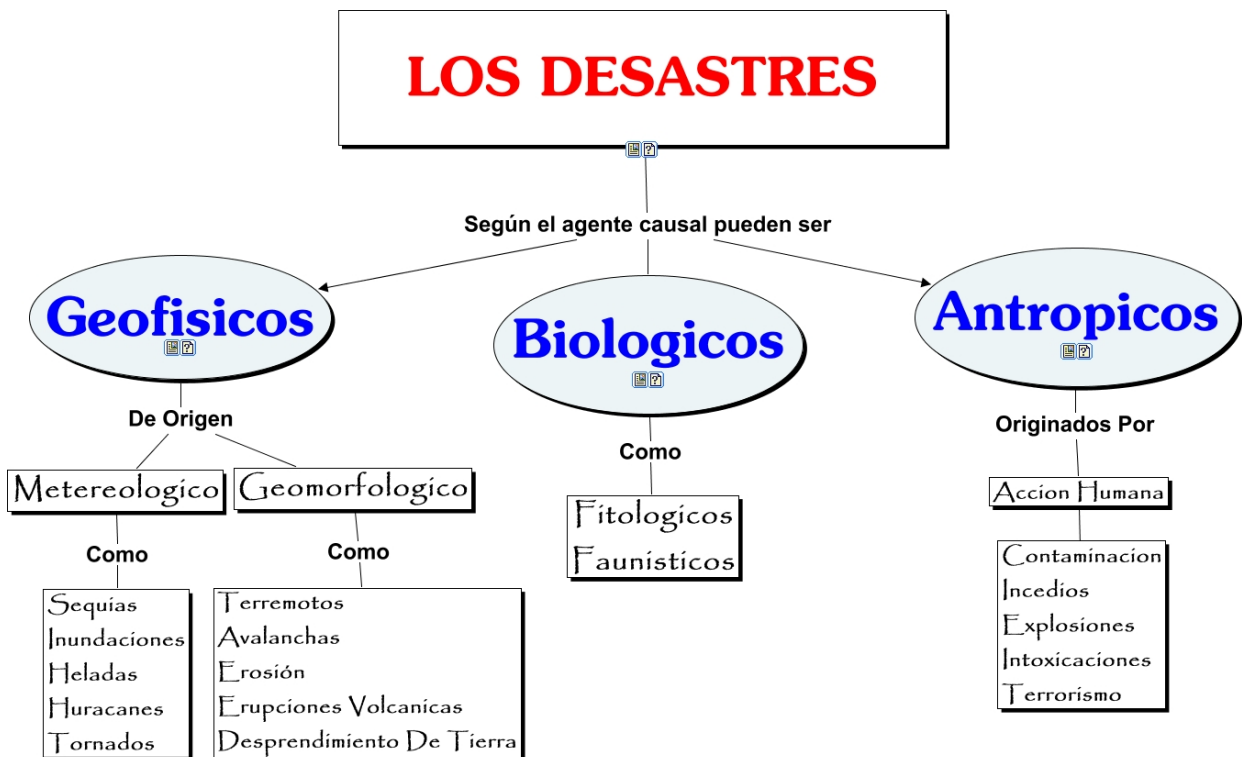 LOS DESASTRES
Según el agente causal pueden ser
Geofisicos
Biologicos
Antropicos
De Origen
Como
Originados Por
Metereologico
Geomorfologico
Fitologicos
Faunisticos
Accion Humana
Como
Como
Sequias
Inundaciones
Heladas
Huracanes
Tornados
Terremotos
Avalanchas
Erosión
Erupciones Volcanicas
Desprendimiento De Tierra
Contaminacion
Incedios
Explosiones
Intoxicaciones
Terrorismo